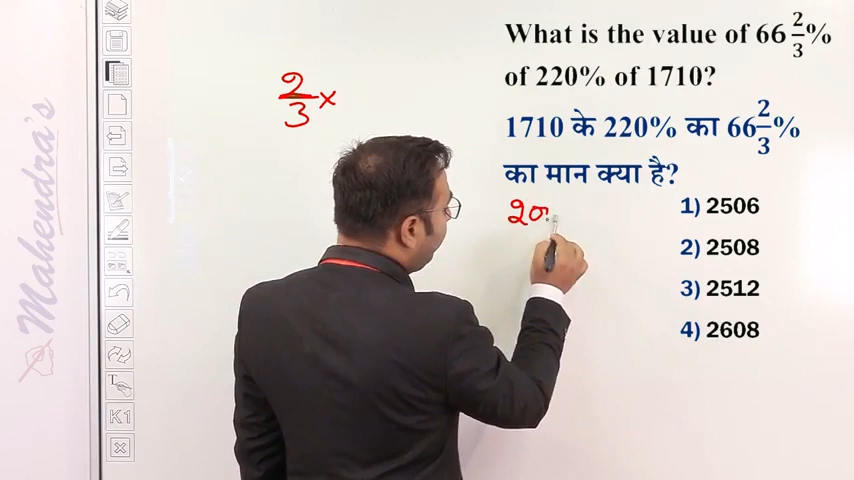 What is the value of 66 2/3%
of 220% of 1710?
1710 के 220% का 66 2/3%
का मान क्या है?
1) 2506
2) 2508
3) 2512
4) 2608
2/3 ×
20
Mahendra's
T
K1